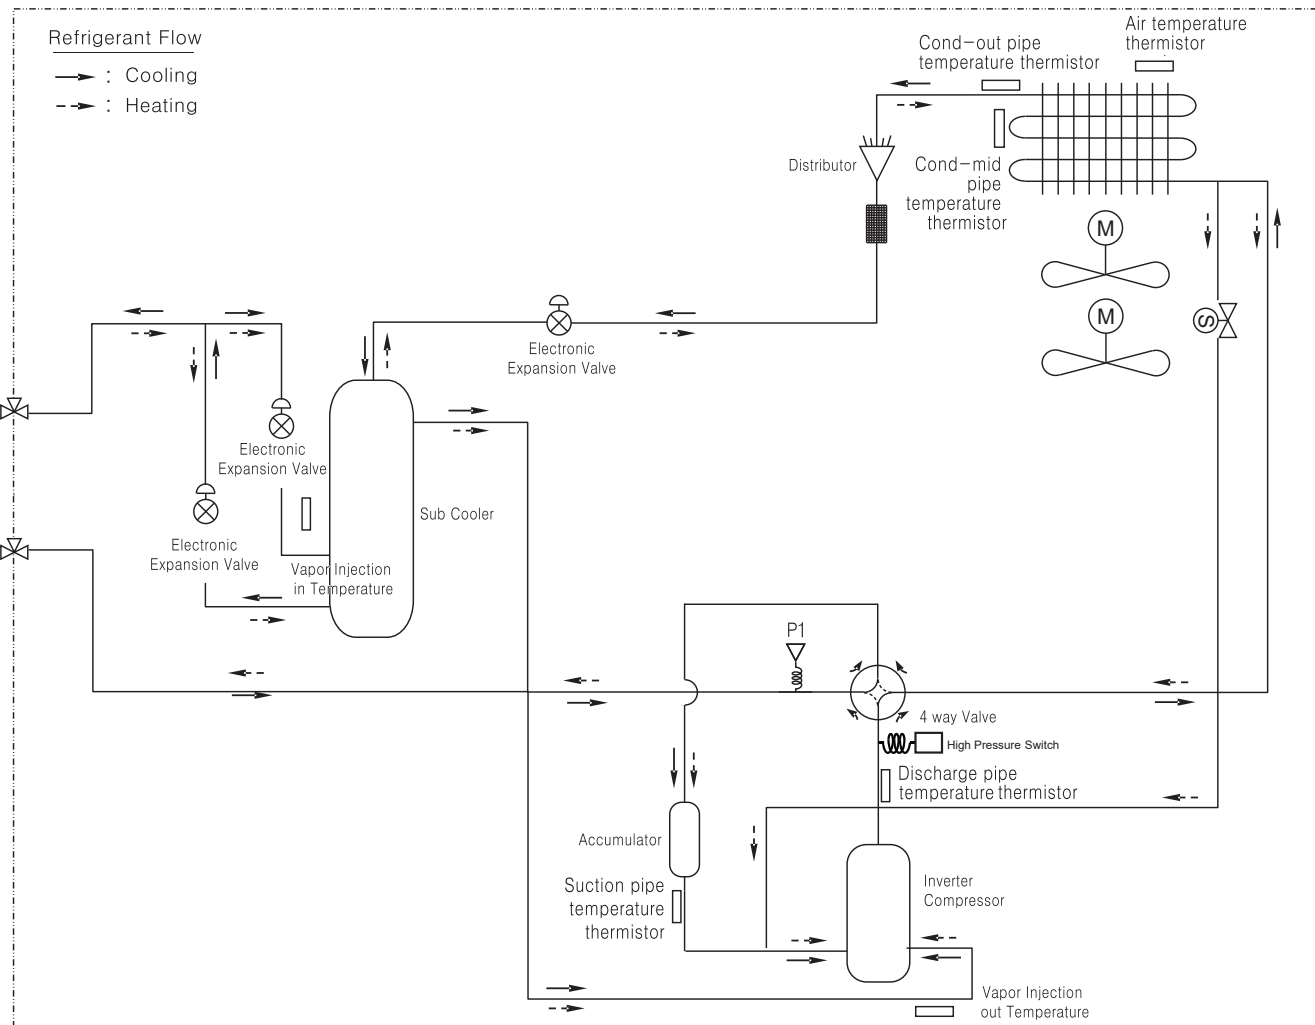 Refrigerant Flow
: Cooling
: Heating
Air temperature
thermistor
Cond-out pipe
temperature thermistor
Distributor
Cond-mid
pipe
temperature
thermistor
M
M
S
Electronic
Expansion Valve
Electronic
Expansion Valve
Sub Cooler
Electronic
Expansion Valve
Vapor Injection
in Temperature
P1
4 way Valve
High Pressure Switch
Discharge pipe
temperature thermistor
Accumulator
Suction pipe
temperature
thermistor
Inverter
Compressor
Vapor Injection
out Temperature